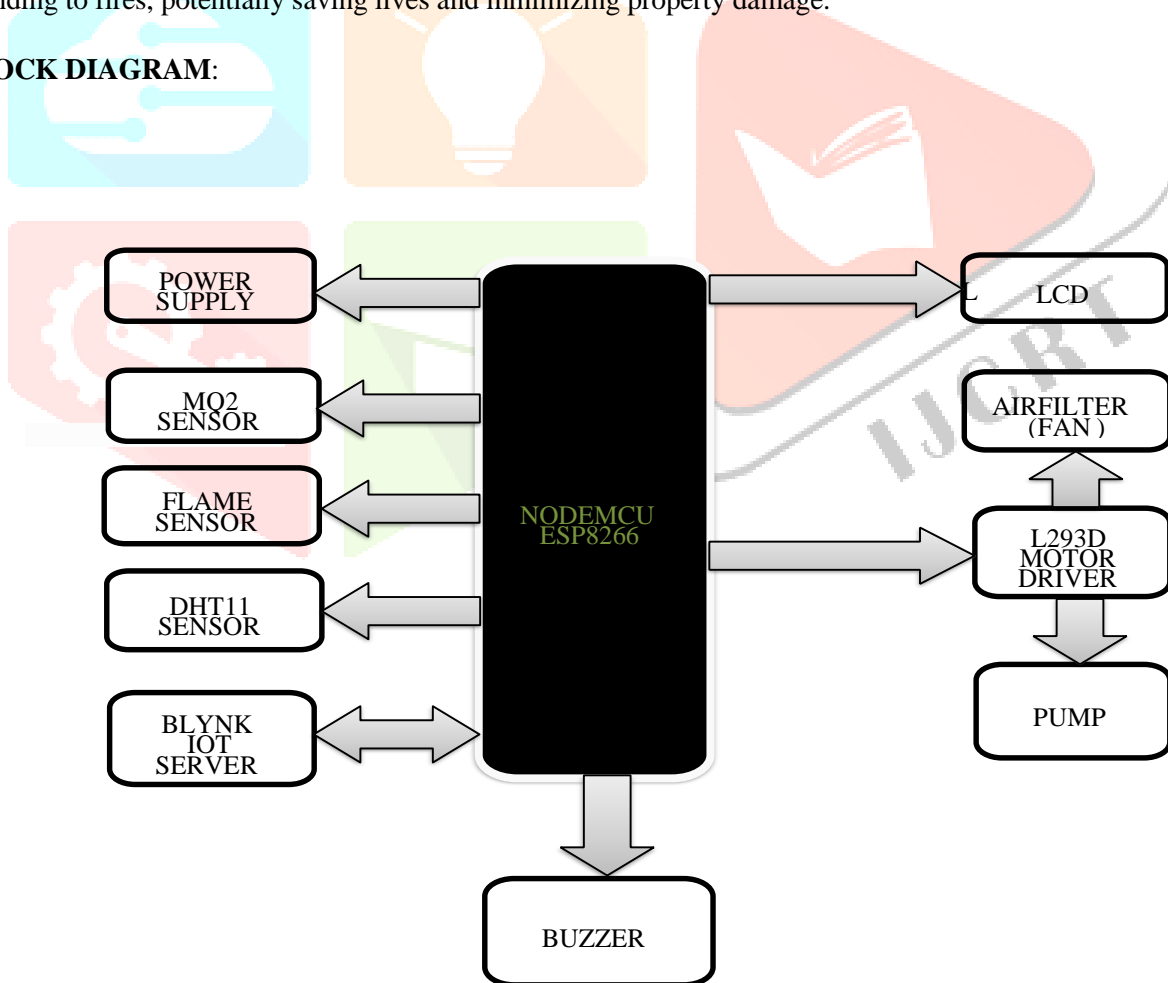 nding to fires, potentially saving lives and minimizing property damage.
OCK DIAGRAM:
POWER
SUPPLY
MQ2
SENSOR
FLAME
SENSOR
DHT11
SENSOR
BLYNK
IOT
SERVER
NODEMCU
ESP8266
L LCD
AIRFILTER
(FAN )
L293D
MOTOR
DRIVER
PUMP
BUZZER
IJCRT